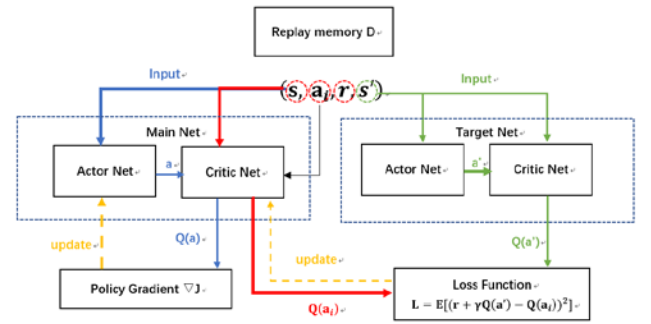 Replay memory D
(s, aᵢ, r, s')
Input
Input
Main Net
Target Net
Actor Net
a
Critic Net
Actor Net
a'
Critic Net
update
Q(a)
update
Q(a')
Policy Gradient ▽J
Q(aᵢ)
Loss Function
L = E[(r + γQ(a') − Q(aᵢ))²]